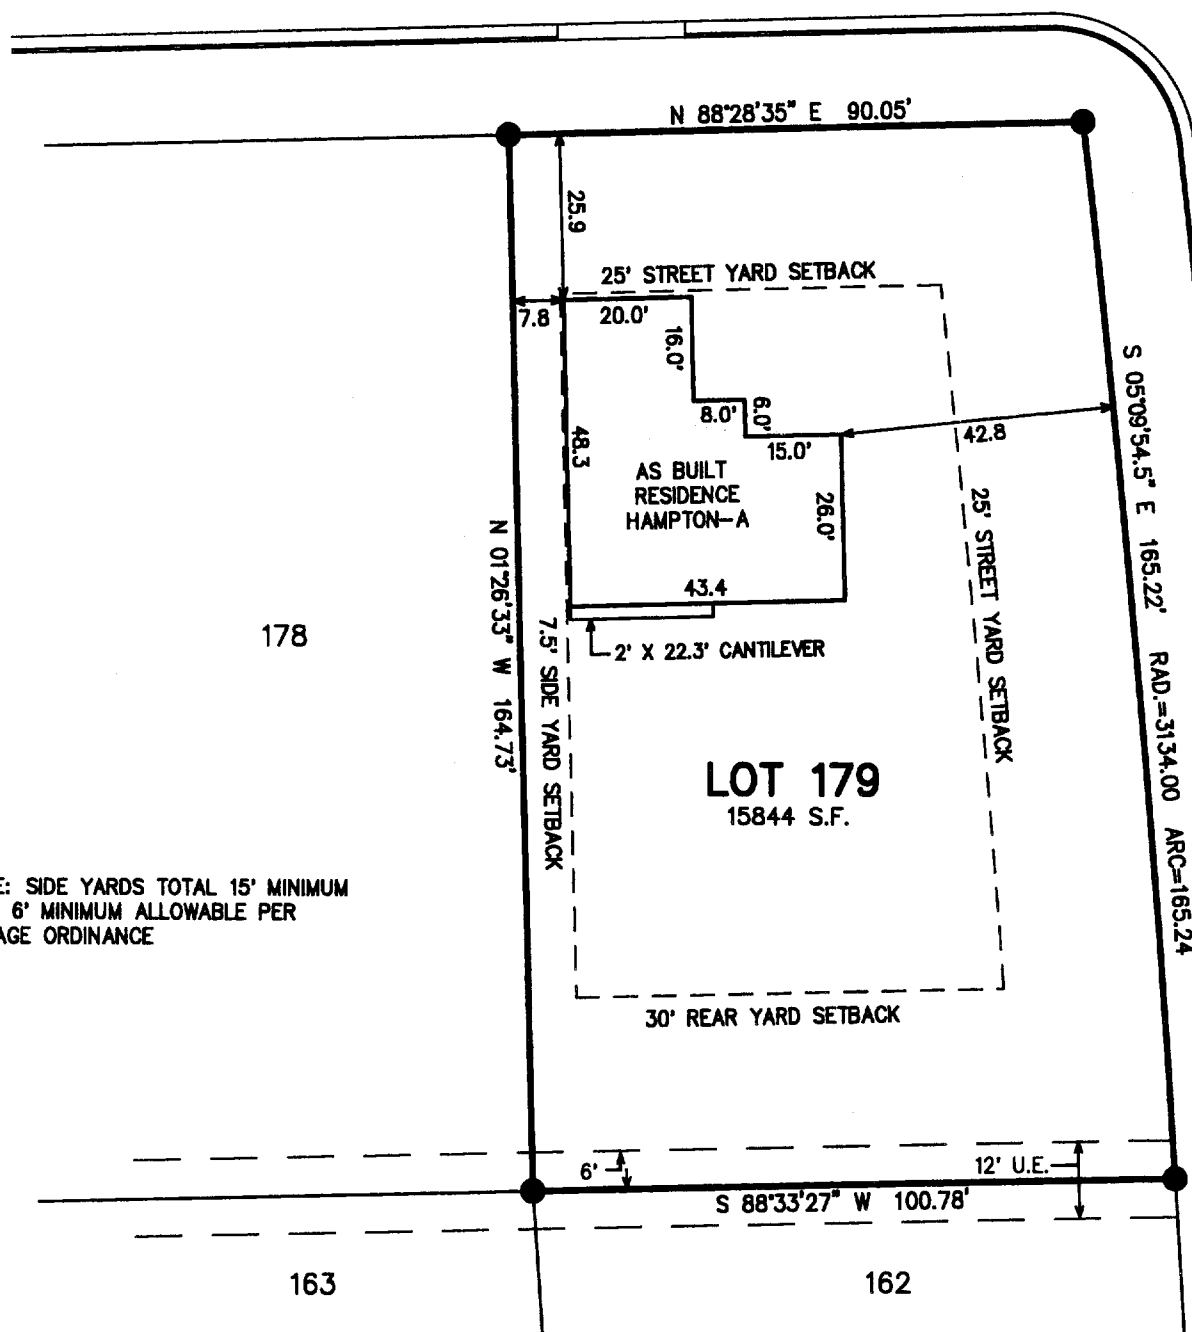 N 88°28'35" E 90.05'
25.9
25' STREET YARD SETBACK
7.8
20.0'
16.0'
8.0'
6.0'
15.0'
42.8
S 05°09'54.5" E 165.22' RAD.=3134.00 ARC=165.24
48.3
AS BUILT
RESIDENCE
HAMPTON-A
26.0'
25' STREET YARD SETBACK
N 01°26'33" W 164.73'
43.4
2' X 22.3' CANTILEVER
178
7.5' SIDE YARD SETBACK
LOT 179
15844 S.F.
E: SIDE YARDS TOTAL 15' MINIMUM
6' MINIMUM ALLOWABLE PER
AGE ORDINANCE
30' REAR YARD SETBACK
6'
12' U.E.
S 88°33'27" W 100.78'
163
162